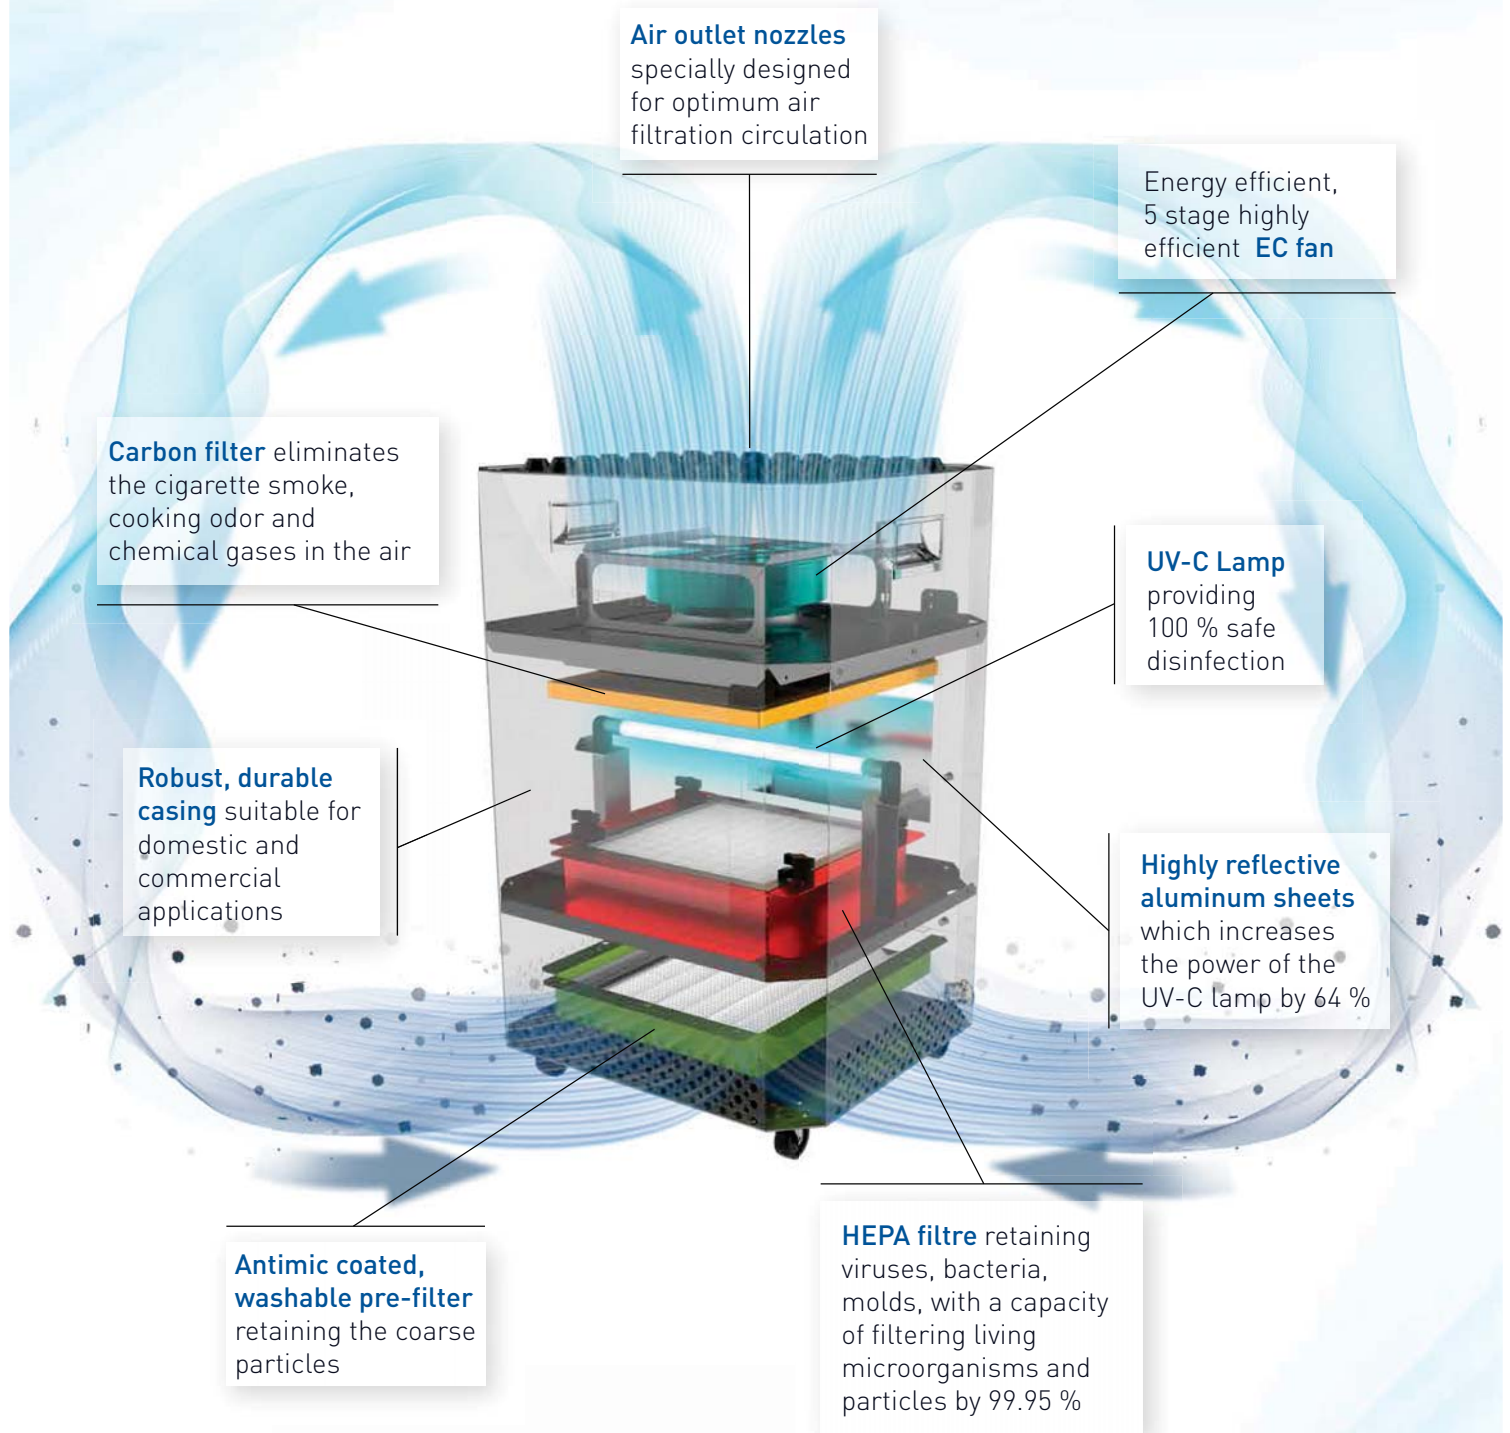 Air outlet nozzles
specially designed
for optimum air
filtration circulation
Energy efficient,
5 stage highly
efficient EC fan
Carbon filter eliminates
the cigarette smoke,
cooking odor and
chemical gases in the air
UV-C Lamp
providing
100 % safe
disinfection
Robust, durable
casing suitable for
domestic and
commercial
applications
Highly reflective
aluminum sheets
which increases
the power of the
UV-C lamp by 64 %
Antimic coated,
washable pre-filter
retaining the coarse
particles
HEPA filtre retaining
viruses, bacteria,
molds, with a capacity
of filtering living
microorganisms and
particles by 99.95 %